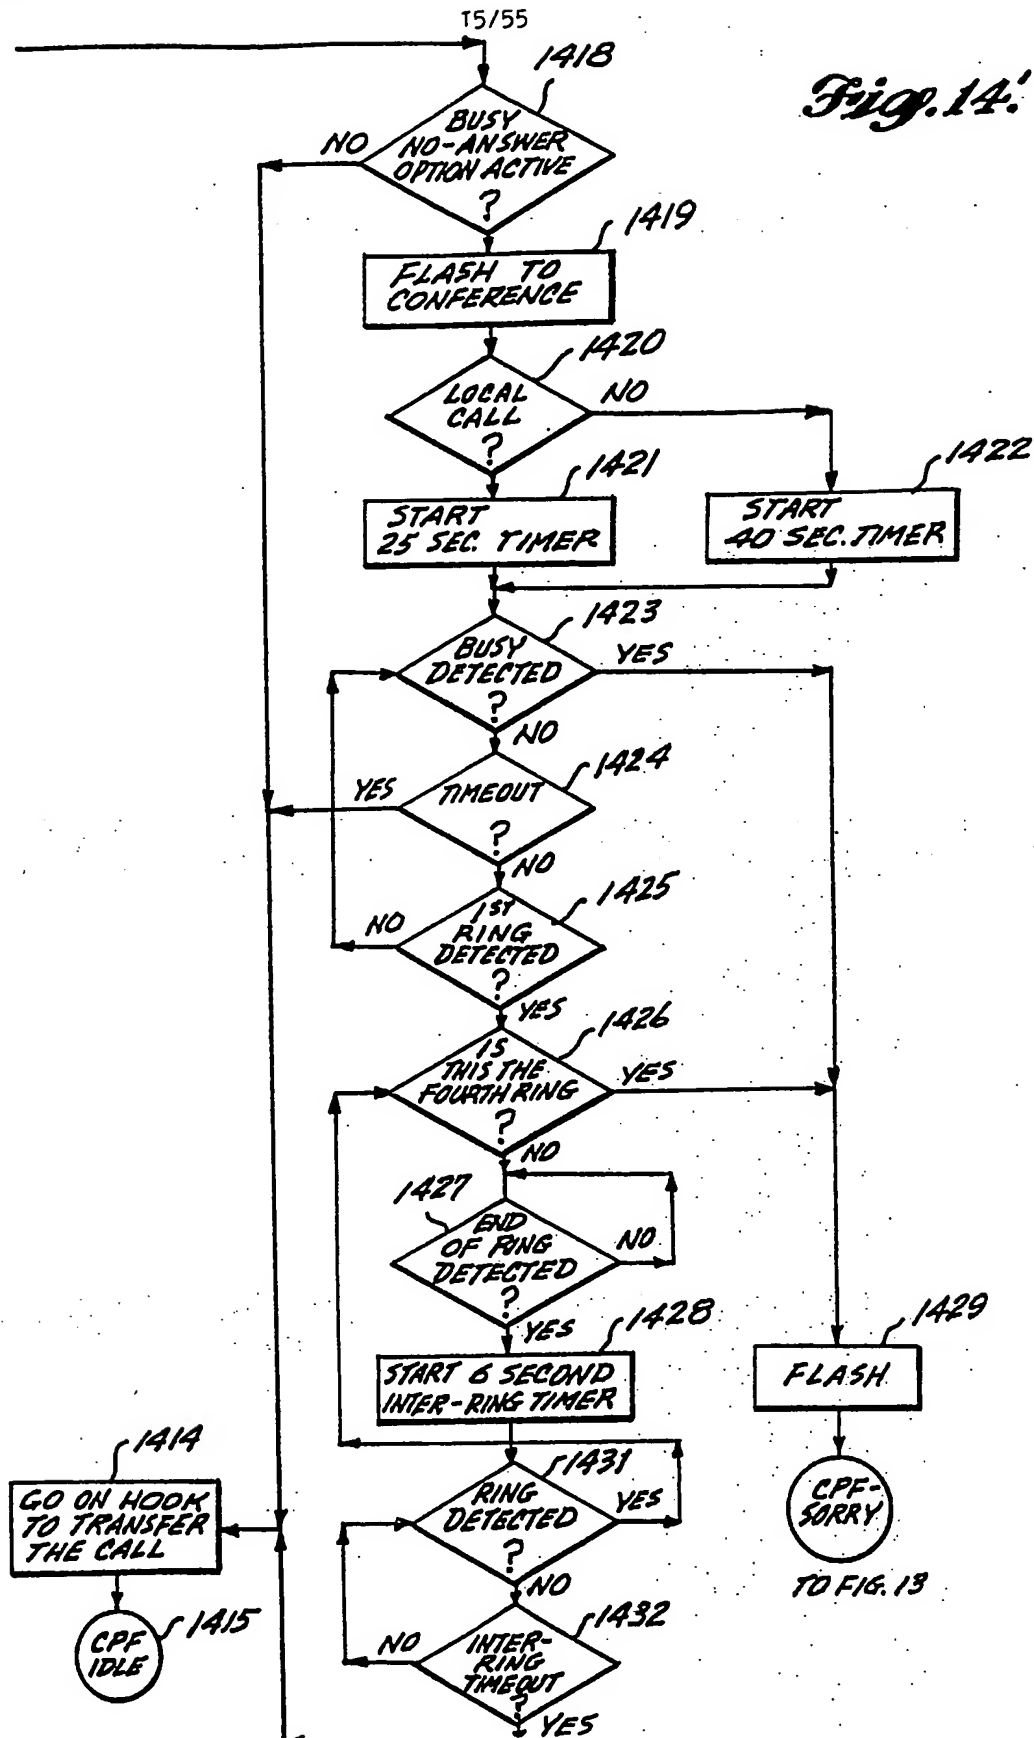 15/55
Fig. 14.
1418
BUSY
NO-ANSWER
OPTION ACTIVE
?
NO
1419
FLASH TO
CONFERENCE
1420
LOCAL
CALL
?
NO
1421
START
25 SEC. TIMER
1422
START
40 SEC. TIMER
1423
BUSY
DETECTED
?
YES
NO
1424
TIMEOUT
?
YES
NO
1425
1ST
RING
DETECTED
?
NO
YES
1426
IS
THIS THE
FOURTH RING
?
YES
NO
1427
END
OF RING
DETECTED
?
NO
YES
1428
START 6 SECOND
INTER-RING TIMER
1429
FLASH
1431
RING
DETECTED
?
YES
NO
CPF-
SORRY
TO FIG. 13
1414
GO ON HOOK
TO TRANSFER
THE CALL
1415
CPF
IDLE
1432
INTER-
RING
TIMEOUT
?
NO
YES